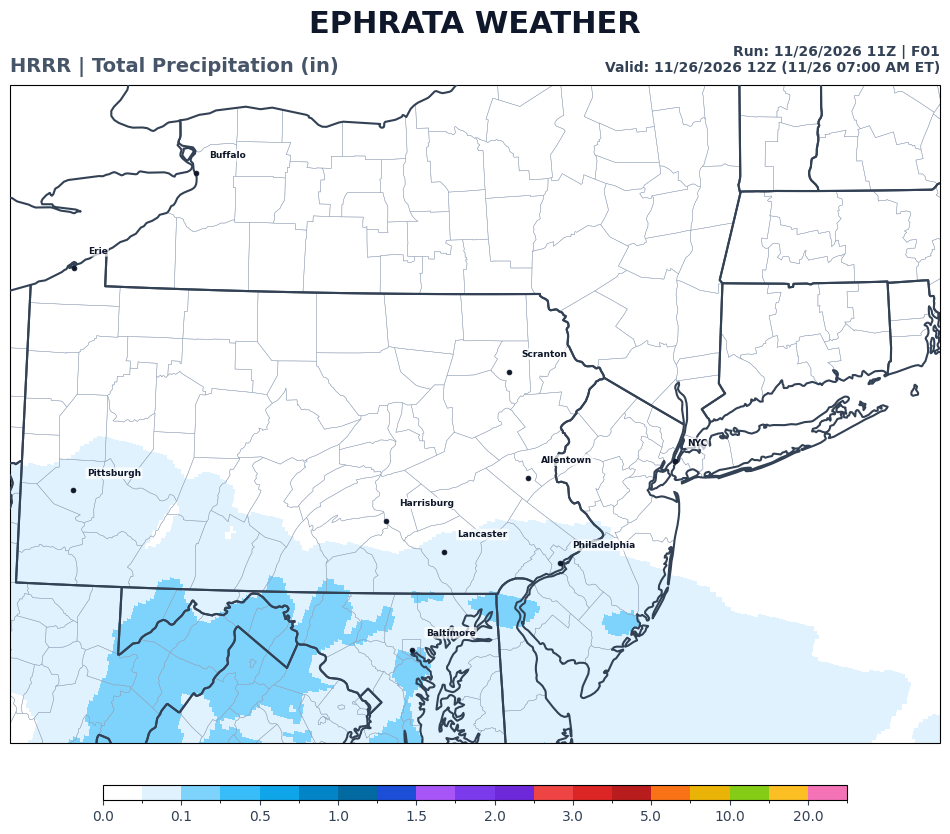 EPHRATA WEATHER
Run: 11/26/2026 11Z | F01
HRRR | Total Precipitation (in)
Valid: 11/26/2026 12Z (11/26 07:00 AM ET)
Buffalo
Erie
Scranton
NYC
Allentown
Pittsburgh
Harrisburg
Lancaster
Philadelphia
Baltimore
0.0 0.1 0.5 1.0 1.5 2.0 3.0 5.0 10.0 20.0